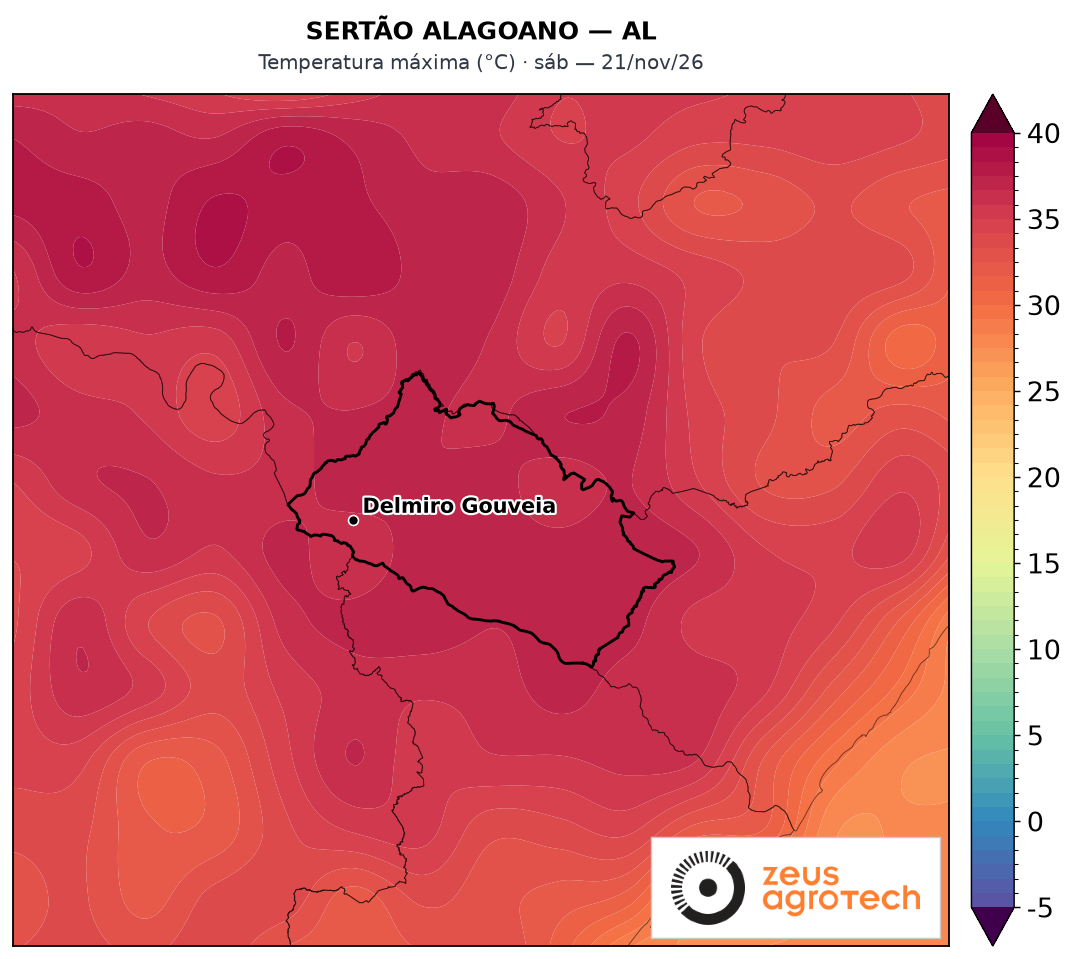 SERTÃO ALAGOANO — AL
Temperatura máxima (°C) · sáb — 21/nov/26
40
35
30
25
20
15
10
5
0
-5
Delmiro Gouveia
zeus
agrotech